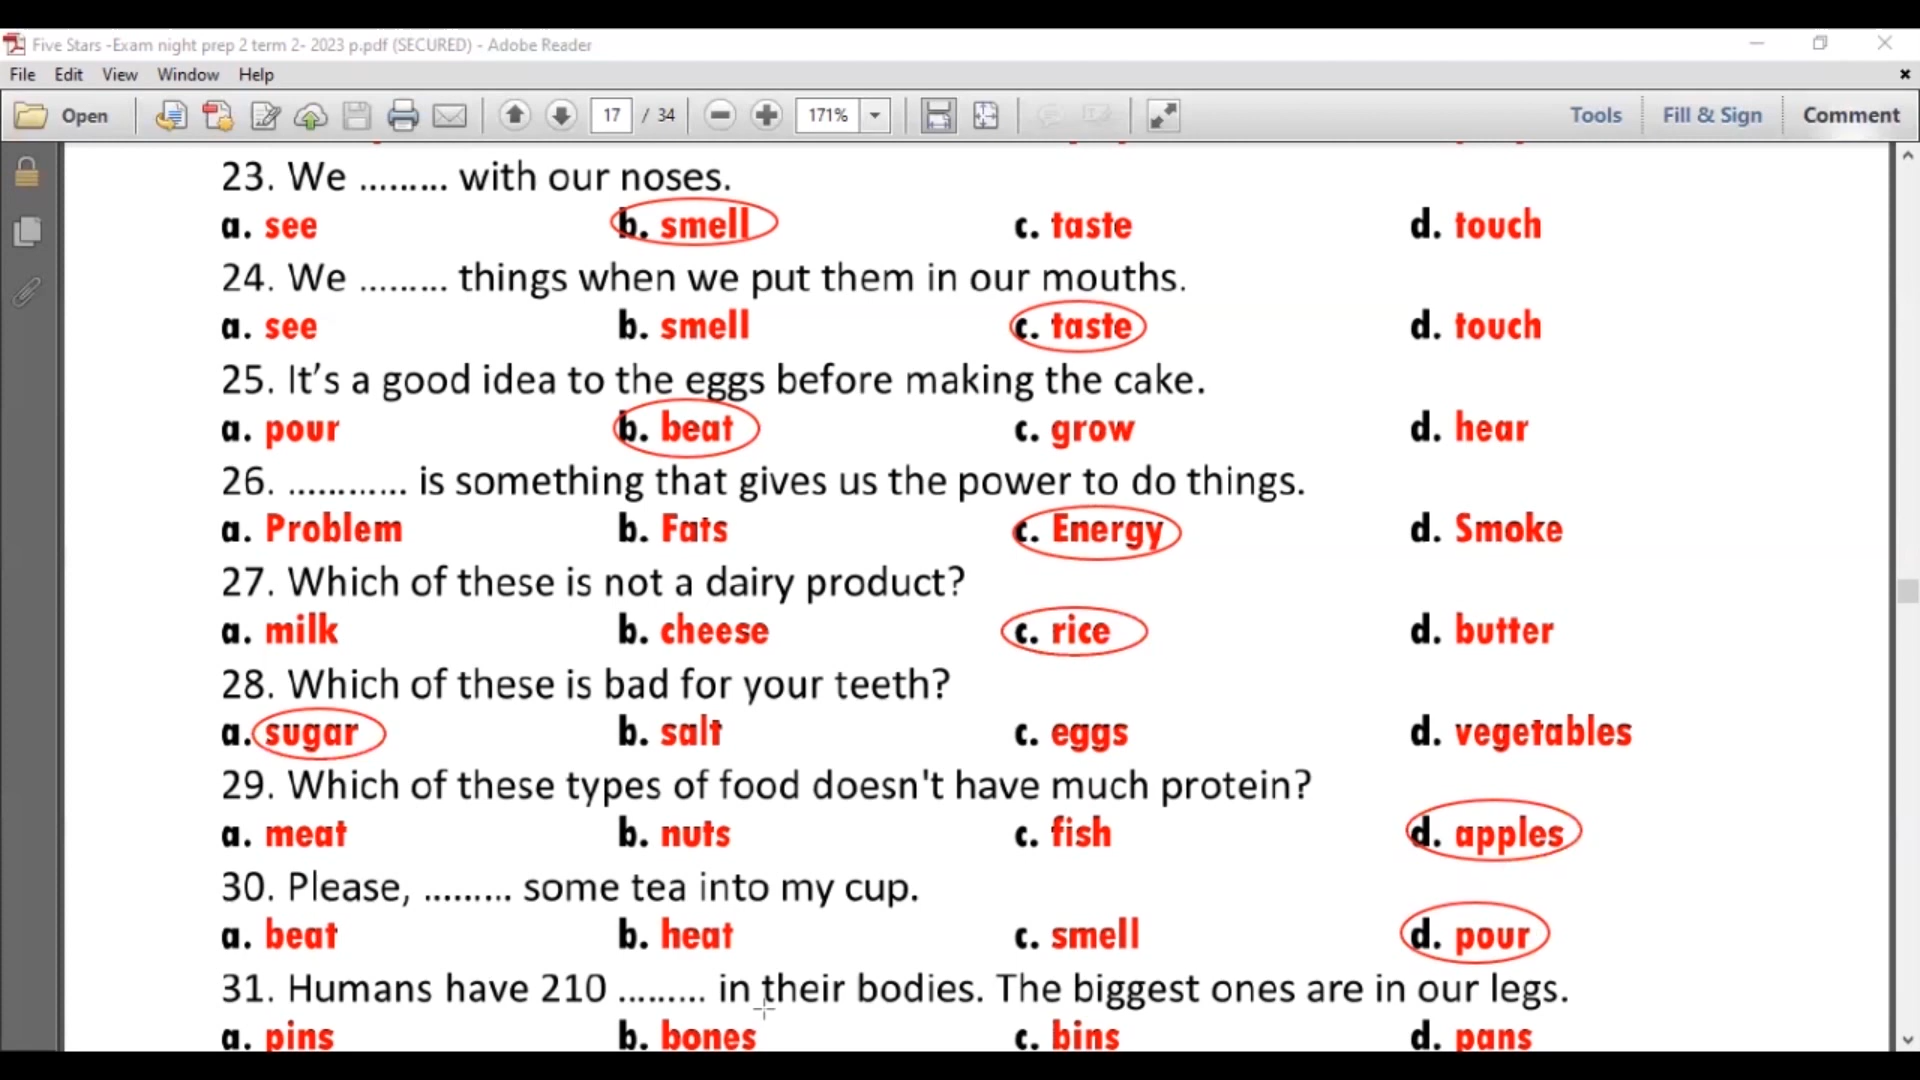 Five Stars -Exam night prep 2 term 2- 2023 p.pdf (SECURED) - Adobe Reader
File Edit View Window Help
Open 17 / 34 171% Tools Fill & Sign Comment
23. We ......... with our noses.
a. see b. smell c. taste d. touch
24. We ......... things when we put them in our mouths.
a. see b. smell c. taste d. touch
25. It’s a good idea to the eggs before making the cake.
a. pour b. beat c. grow d. hear
26. ............ is something that gives us the power to do things.
a. Problem b. Fats c. Energy d. Smoke
27. Which of these is not a dairy product?
a. milk b. cheese c. rice d. butter
28. Which of these is bad for your teeth?
a. sugar b. salt c. eggs d. vegetables
29. Which of these types of food doesn't have much protein?
a. meat b. nuts c. fish d. apples
30. Please, ......... some tea into my cup.
a. beat b. heat c. smell d. pour
31. Humans have 210 ......... in their bodies. The biggest ones are in our legs.
a. pins b. bones c. bins d. pans